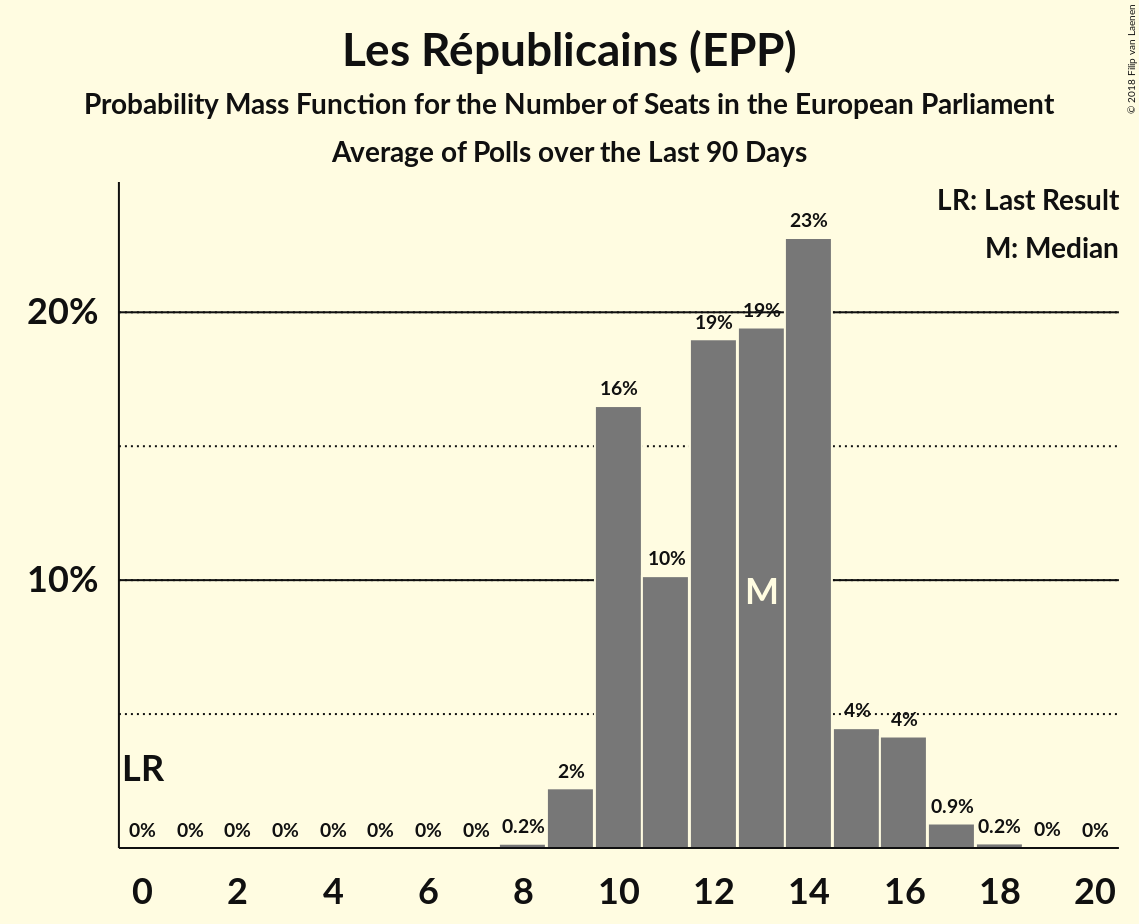 Les Républicains (EPP)
Probability Mass Function for the Number of Seats in the European Parliament
Average of Polls over the Last 90 Days
© 2018 Filip van Laenen
LR: Last Result
M: Median
20%
10%
LR
M
0% 0% 0% 0% 0% 0% 0% 0% 0.2% 2% 16% 10% 19% 19% 23% 4% 4% 0.9% 0.2% 0% 0%
0 2 4 6 8 10 12 14 16 18 20